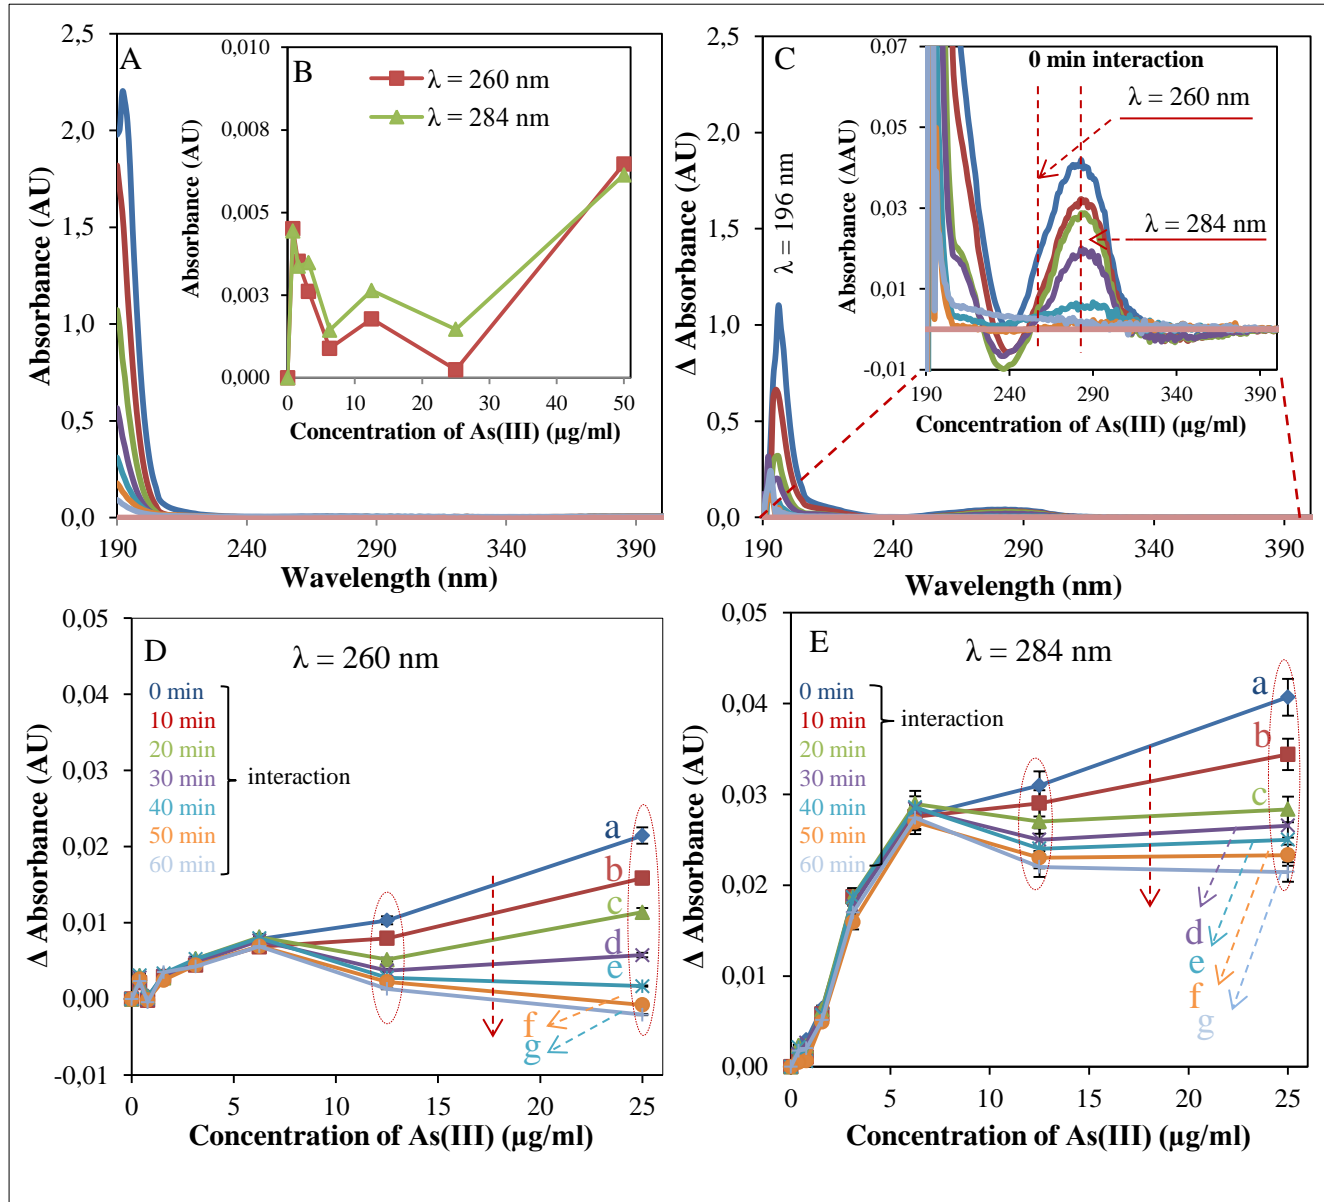 A
2,5
2,0
1,5
1,0
0,5
0,0
190
240
290
340
390
Absorbance (AU)
Wavelength (nm)
B
λ = 260 nm
λ = 284 nm
0,010
0,008
0,005
0,003
0,000
0
10
20
30
40
50
Absorbance (AU)
Concentration of As(III) (µg/ml)
C
2,5
2,0
1,5
1,0
0,5
0,0
190
240
290
340
390
Δ Absorbance (AU)
Wavelength (nm)
λ = 196 nm
0 min interaction
λ = 260 nm
λ = 284 nm
0,07
0,05
0,03
0,01
-0,01
190
240
290
340
390
Absorbance (ΔAU)
Concentration of As(III) (µg/ml)
D
λ = 260 nm
0 min
10 min
20 min
30 min
40 min
50 min
60 min
interaction
a
b
c
d
e
f
g
0,05
0,04
0,03
0,02
0,01
0,00
-0,01
0
5
10
15
20
25
Δ Absorbance (AU)
Concentration of As(III) (µg/ml)
E
λ = 284 nm
0 min
10 min
20 min
30 min
40 min
50 min
60 min
interaction
a
b
c
d
e
f
g
0,05
0,04
0,03
0,02
0,01
0,00
0
5
10
15
20
25
Δ Absorbance (AU)
Concentration of As(III) (µg/ml)